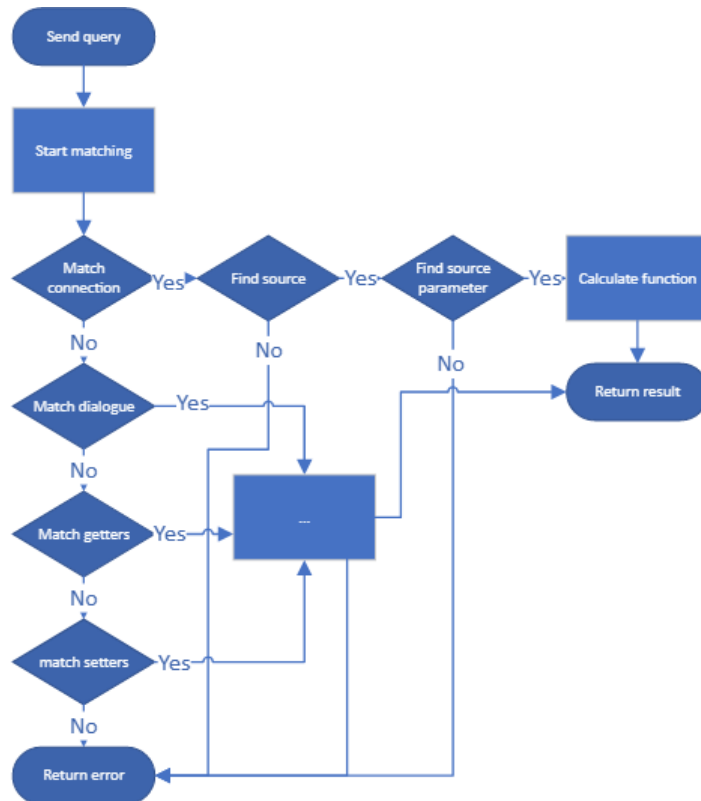 Send query
Start matching
Match
connection
Yes
Find source
Yes
Find source
parameter
Yes
Calculate function
No
No
No
Match dialogue
Yes
Return result
No
Match getters
Yes
---
No
match setters
Yes
No
Return error